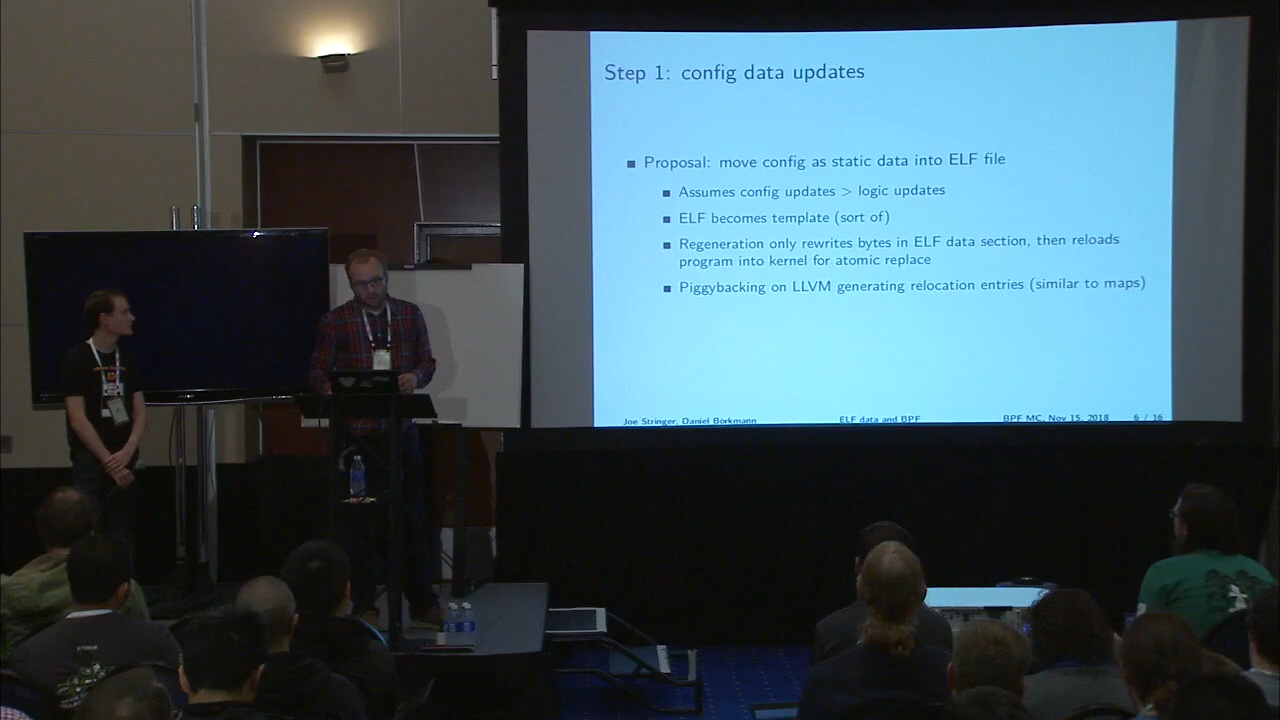 Step 1: config data updates
Proposal: move config as static data into ELF file
Assumes config updates > logic updates
ELF becomes template (sort of)
Regeneration only rewrites bytes in ELF data section, then reloads
program into kernel for atomic replace
Piggybacking on LLVM generating relocation entries (similar to maps)
Joe Stringer, Daniel Borkmann
ELF data and BPF
BPF MC, Nov 15, 2018
6 / 16